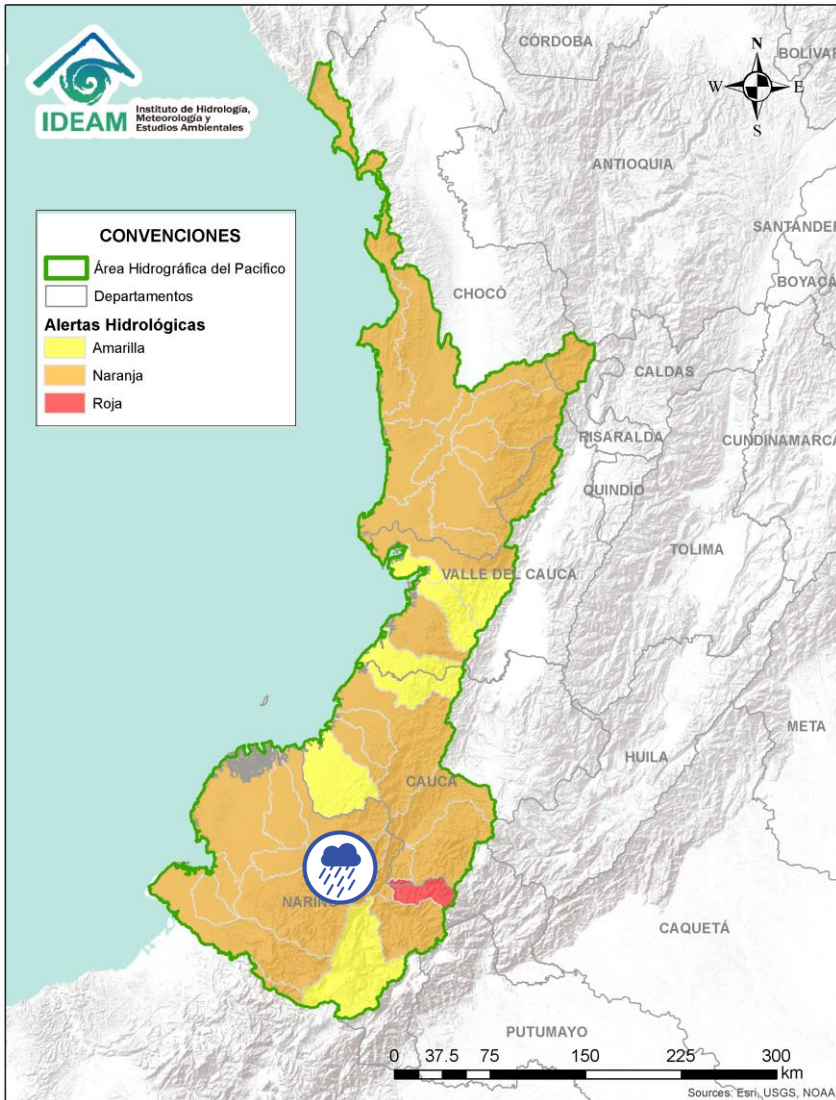 IDEAM
Instituto de Hidrología,
Meteorología y
Estudios Ambientales
N
W
E
S
CÓRDOBA
BOLÍVAR
ANTIOQUIA
SANTANDER
BOYACÁ
CHOCÓ
CALDAS
RISARALDA
CUNDINAMARCA
QUINDÍO
TOLIMA
VALLE DEL CAUCA
META
HUILA
CAUCA
NARIÑO
CAQUETÁ
PUTUMAYO
CONVENCIONES
Área Hidrográfica del Pacifico
Departamentos
Alertas Hidrológicas
Amarilla
Naranja
Roja
0 37.5 75 150 225 300
km
Sources: Esri, USGS, NOAA